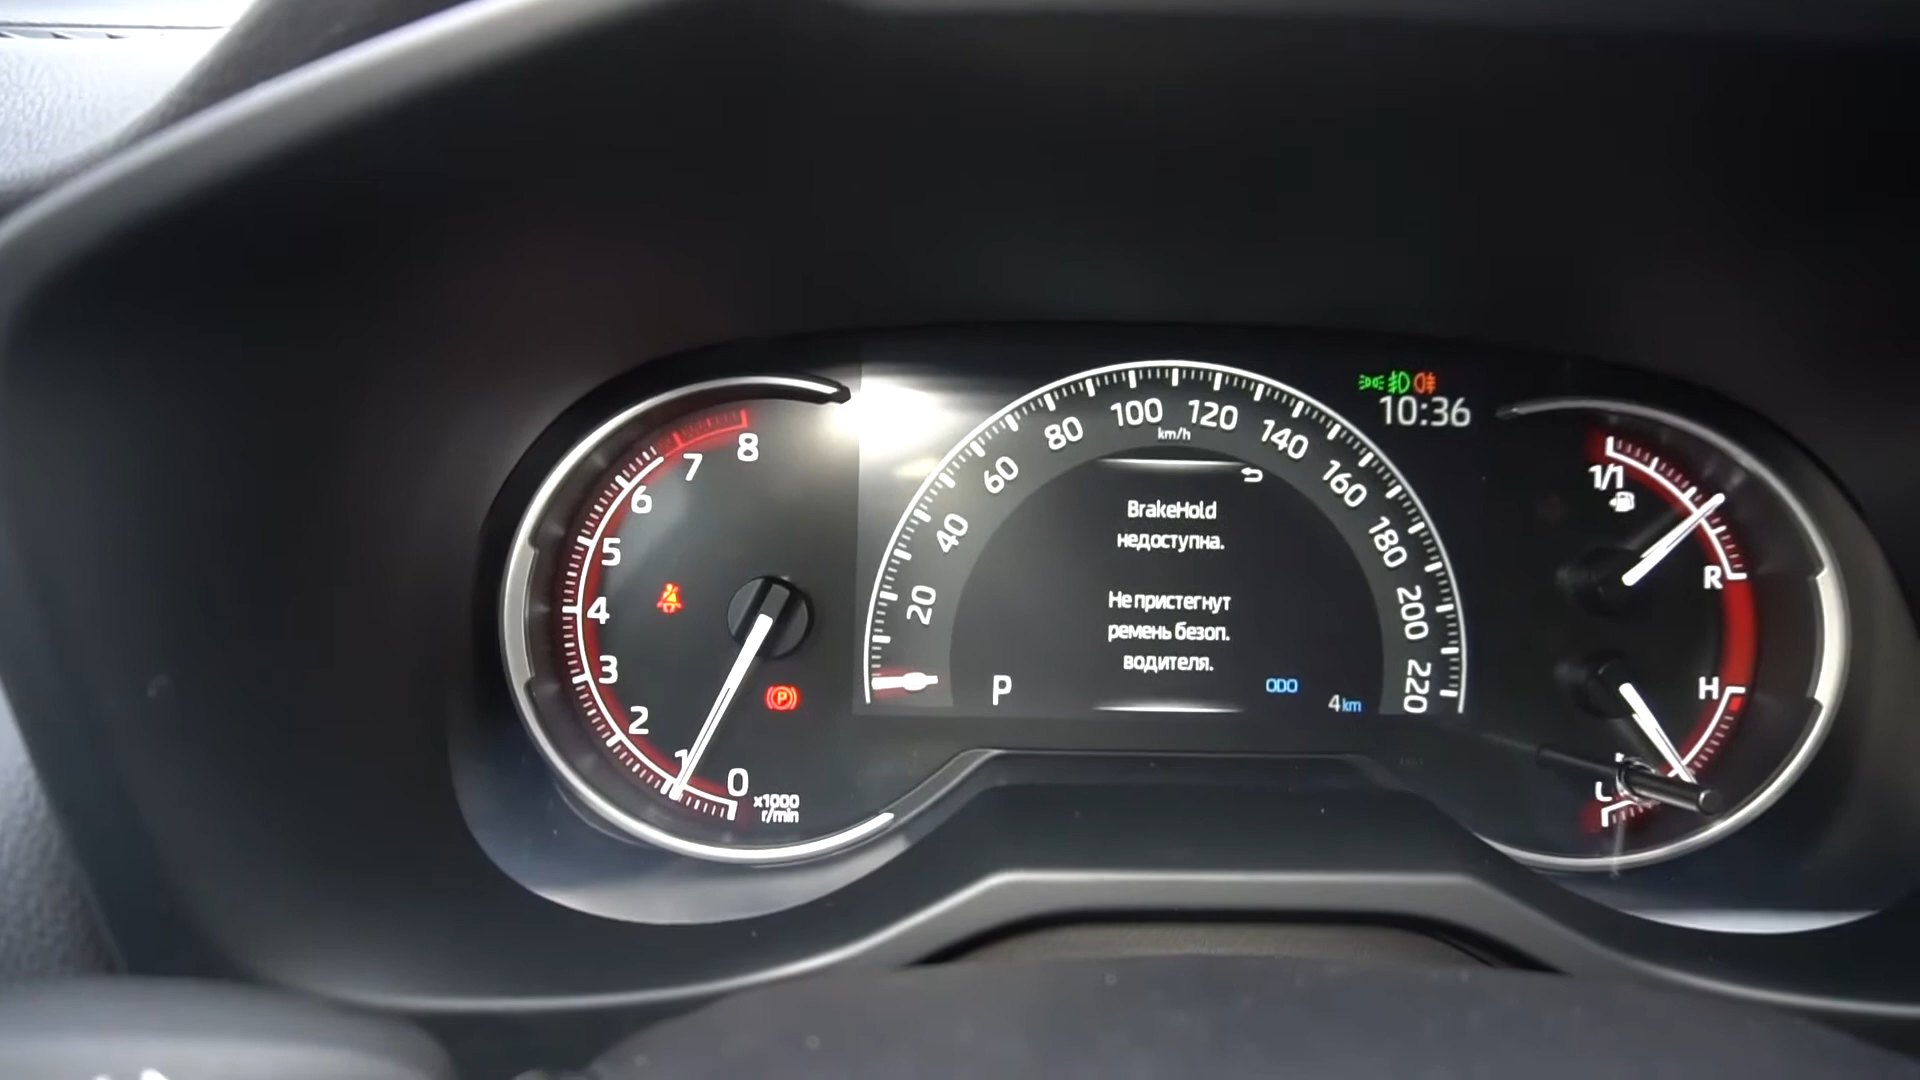 8
7
6
5
4
3
2
1
0
x1000
r/min
20
40
60
80
100
120
140
160
180
200
220
km/h
BrakeHold
недоступна.
Не пристегнут
ремень безоп.
водителя.
P
ODO
4 km
10:36
1/1
R
H